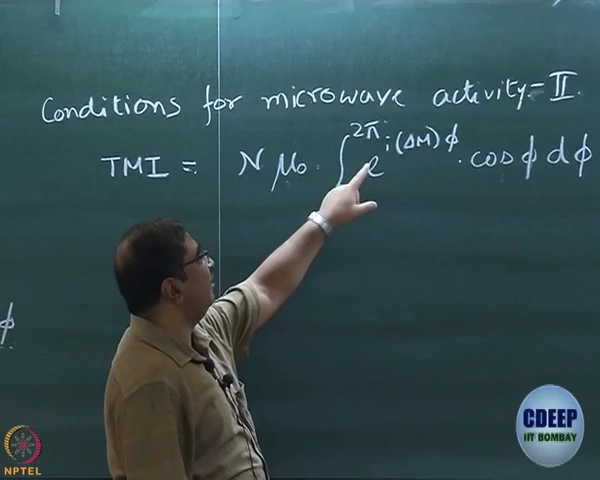 Conditions for microwave activity - II.
TMI = N μ₀ . ∫^{2π} e^{i(ΔM)ϕ} . cos ϕ dϕ
ϕ
CDEEP
IIT BOMBAY
NPTEL